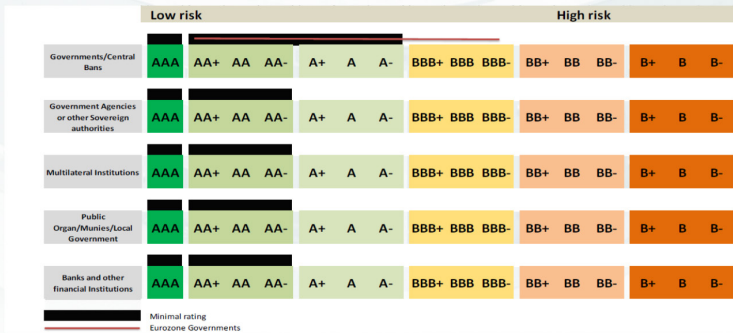 Low risk High risk
Governments/Central
Bans
AAA AA+ AA AA- A+ A A- BBB+ BBB BBB- BB+ BB BB- B+ B B-
Government Agencies
or other Sovereign
authorities
AAA AA+ AA AA- A+ A A- BBB+ BBB BBB- BB+ BB BB- B+ B B-
Multilateral Institutions
AAA AA+ AA AA- A+ A A- BBB+ BBB BBB- BB+ BB BB- B+ B B-
Public
Organ/Munies/Local
Government
AAA AA+ AA AA- A+ A A- BBB+ BBB BBB- BB+ BB BB- B+ B B-
Banks and other
financial Institutions
AAA AA+ AA AA- A+ A A- BBB+ BBB BBB- BB+ BB BB- B+ B B-
Minimal rating
Eurozone Governments